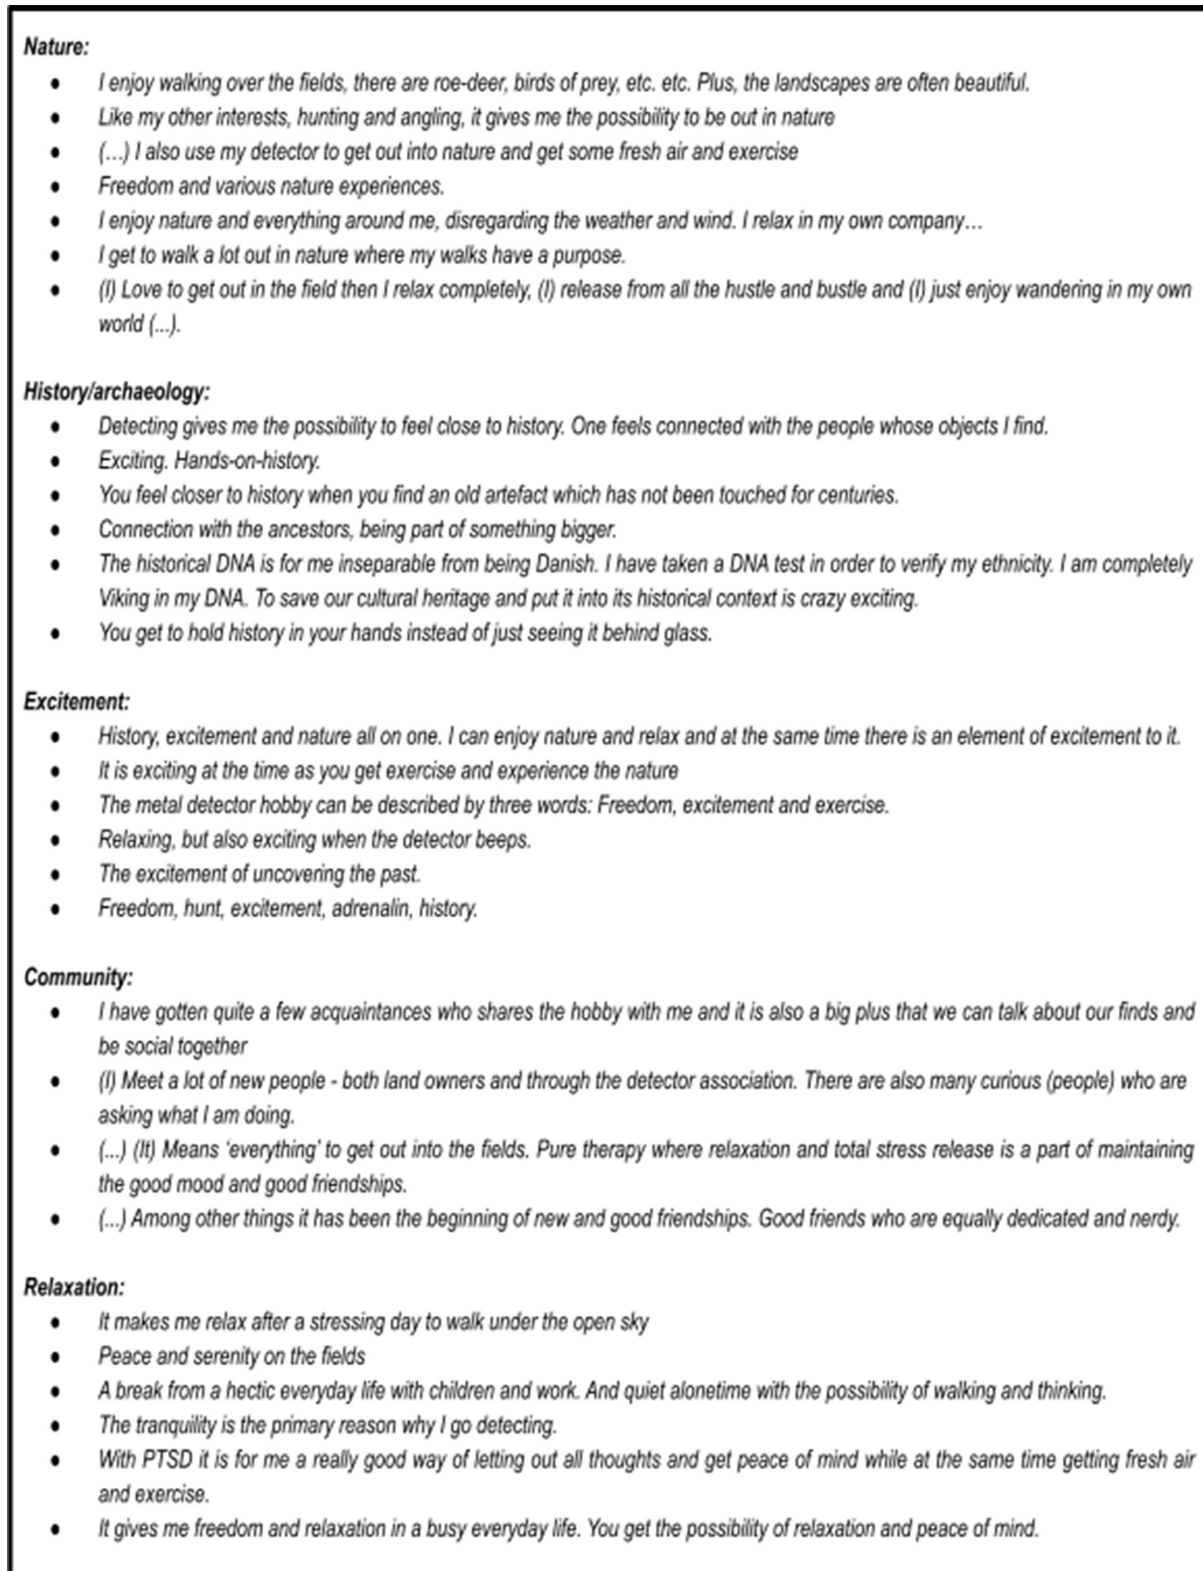 Nature:
● I enjoy walking over the fields, there are roe-deer, birds of prey, etc. etc. Plus, the landscapes are often beautiful.
● Like my other interests, hunting and angling, it gives me the possibility to be out in nature
● (…) I also use my detector to get out into nature and get some fresh air and exercise
● Freedom and various nature experiences.
● I enjoy nature and everything around me, disregarding the weather and wind. I relax in my own company…
● I get to walk a lot out in nature where my walks have a purpose.
● (I) Love to get out in the field then I relax completely, (I) release from all the hustle and bustle and (I) just enjoy wandering in my own
world (...).
History/archaeology:
● Detecting gives me the possibility to feel close to history. One feels connected with the people whose objects I find.
● Exciting. Hands-on-history.
● You feel closer to history when you find an old artefact which has not been touched for centuries.
● Connection with the ancestors, being part of something bigger.
● The historical DNA is for me inseparable from being Danish. I have taken a DNA test in order to verify my ethnicity. I am completely
Viking in my DNA. To save our cultural heritage and put it into its historical context is crazy exciting.
● You get to hold history in your hands instead of just seeing it behind glass.
Excitement:
● History, excitement and nature all on one. I can enjoy nature and relax and at the same time there is an element of excitement to it.
● It is exciting at the time as you get exercise and experience the nature
● The metal detector hobby can be described by three words: Freedom, excitement and exercise.
● Relaxing, but also exciting when the detector beeps.
● The excitement of uncovering the past.
● Freedom, hunt, excitement, adrenalin, history.
Community:
● I have gotten quite a few acquaintances who shares the hobby with me and it is also a big plus that we can talk about our finds and
be social together
● (I) Meet a lot of new people - both land owners and through the detector association. There are also many curious (people) who are
asking what I am doing.
● (...) (It) Means ‘everything’ to get out into the fields. Pure therapy where relaxation and total stress release is a part of maintaining
the good mood and good friendships.
● (...) Among other things it has been the beginning of new and good friendships. Good friends who are equally dedicated and nerdy.
Relaxation:
● It makes me relax after a stressing day to walk under the open sky
● Peace and serenity on the fields
● A break from a hectic everyday life with children and work. And quiet alonetime with the possibility of walking and thinking.
● The tranquility is the primary reason why I go detecting.
● With PTSD it is for me a really good way of letting out all thoughts and get peace of mind while at the same time getting fresh air
and exercise.
● It gives me freedom and relaxation in a busy everyday life. You get the possibility of relaxation and peace of mind.